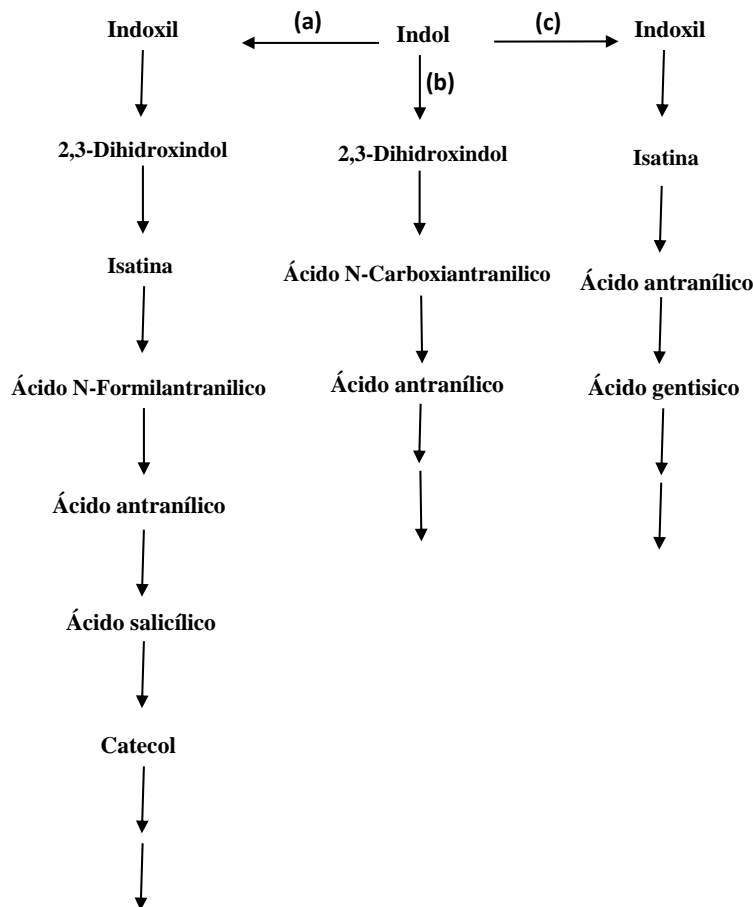 Indoxil
(a)
Indol
(c)
Indoxil
(b)
2,3-Dihidroxindol
2,3-Dihidroxindol
Isatina
Isatina
Ácido N-Carboxiantranilico
Ácido antranílico
Ácido N-Formilantranilico
Ácido antranílico
Ácido gentisico
Ácido antranílico
Ácido salicílico
Catecol